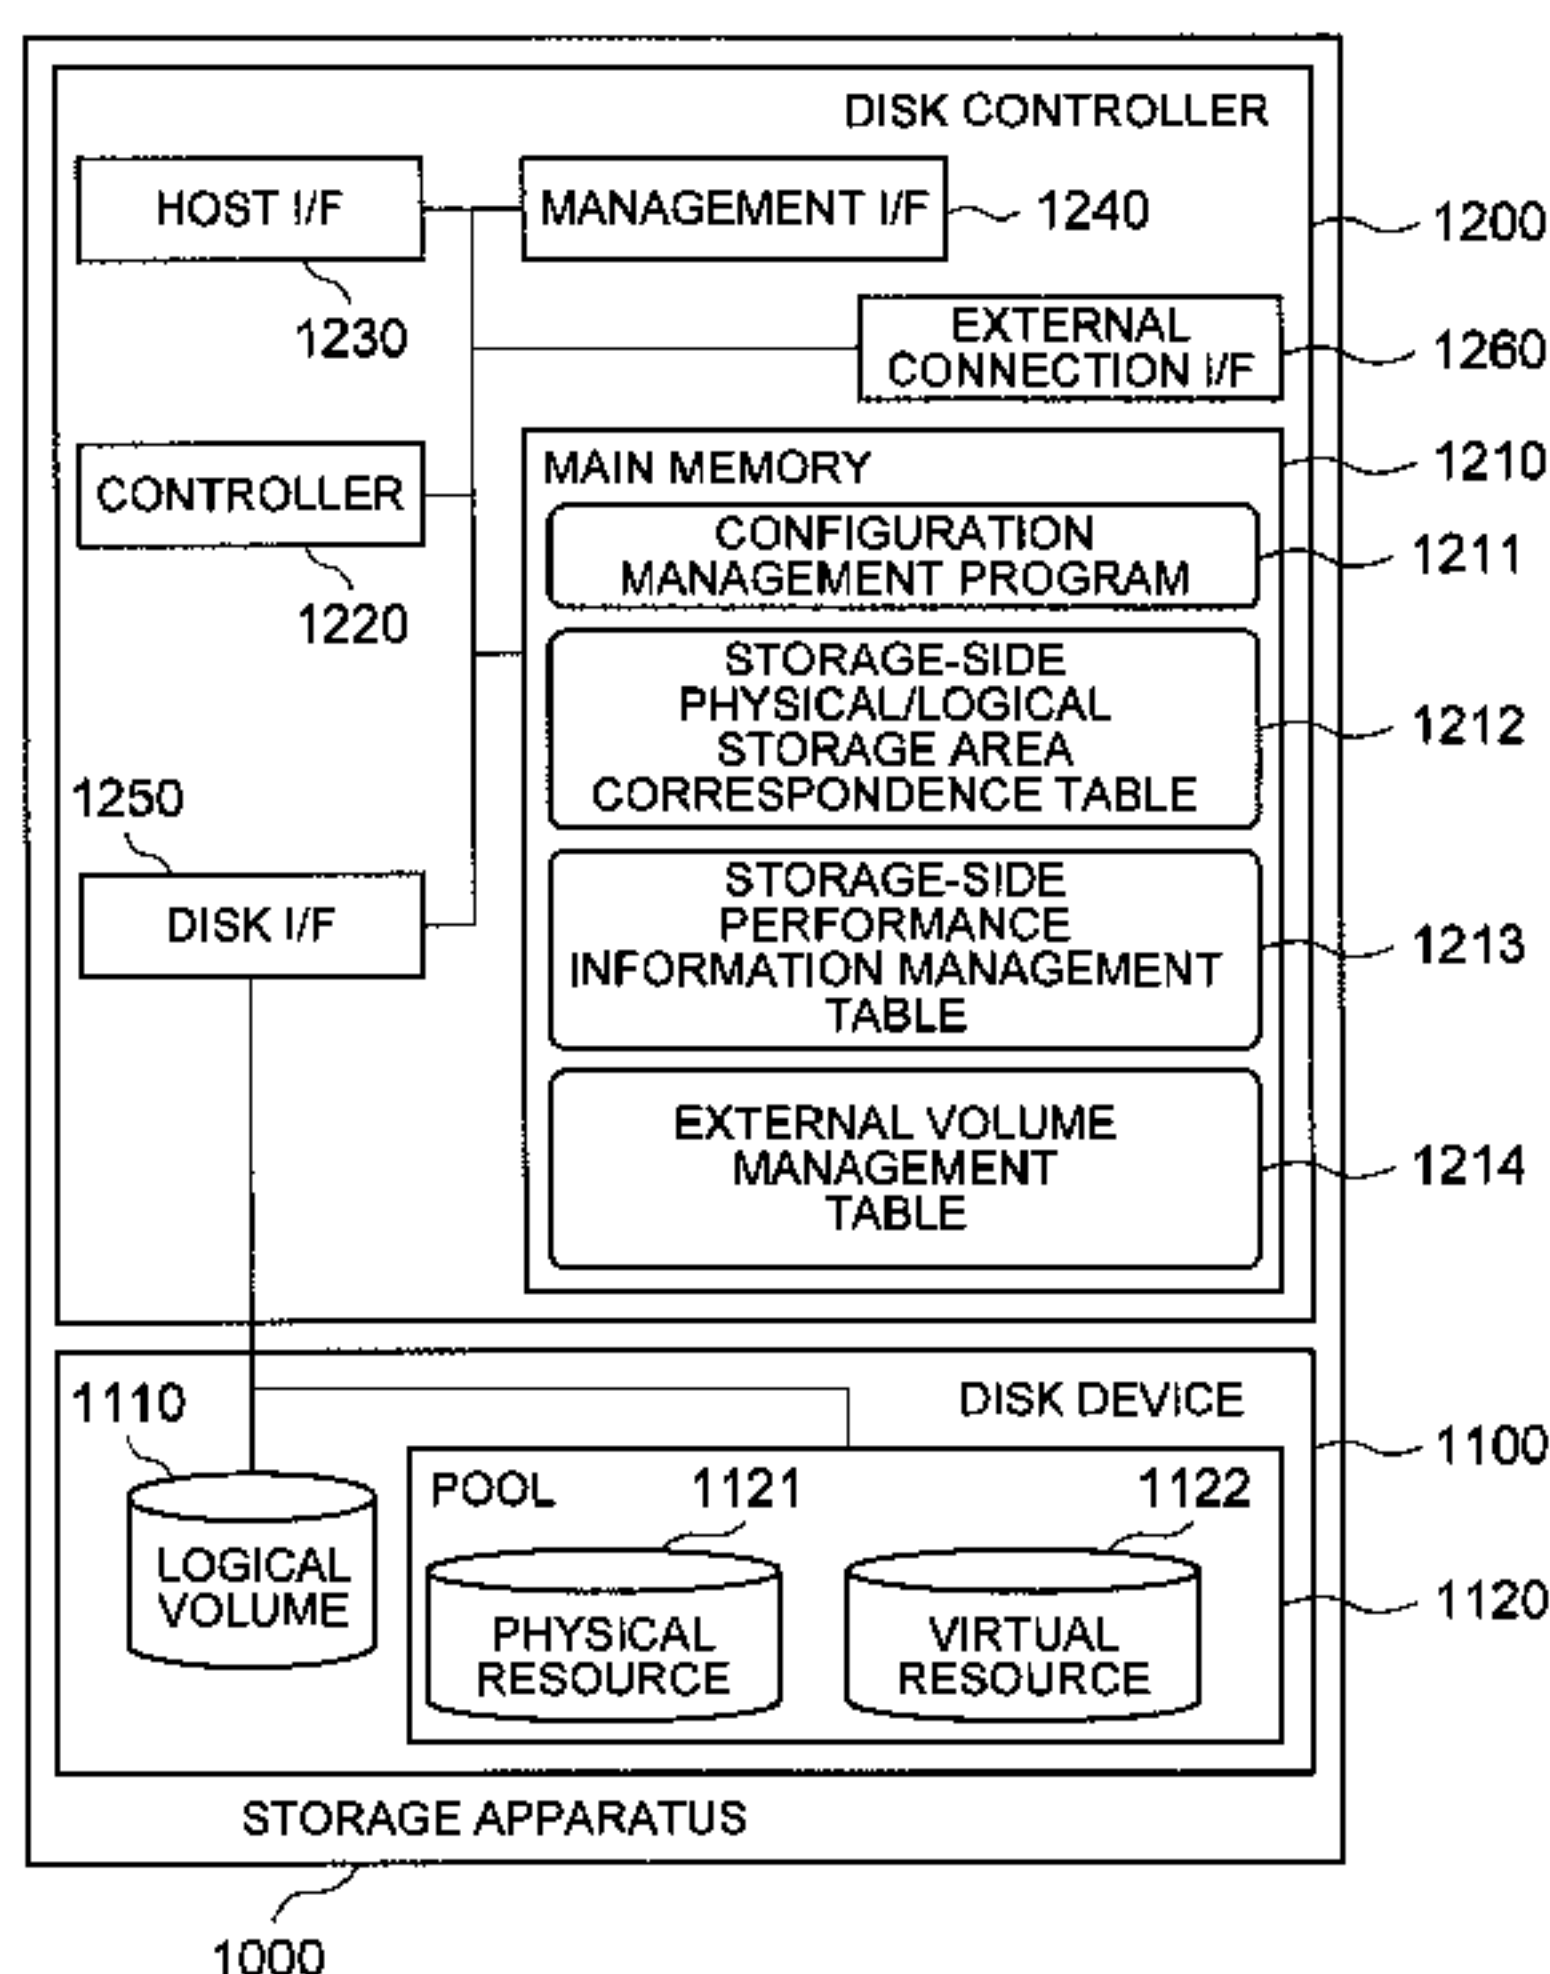 DISK CONTROLLER
HOST I/F
MANAGEMENT I/F
1240
1200
1230
EXTERNAL
CONNECTION I/F
1260
CONTROLLER
1220
MAIN MEMORY
1210
CONFIGURATION
MANAGEMENT PROGRAM
1211
STORAGE-SIDE
PHYSICAL/LOGICAL
STORAGE AREA
CORRESPONDENCE TABLE
1212
1250
DISK I/F
STORAGE-SIDE
PERFORMANCE
INFORMATION MANAGEMENT
TABLE
1213
EXTERNAL VOLUME
MANAGEMENT
TABLE
1214
DISK DEVICE
1100
1110
LOGICAL
VOLUME
POOL
1121
1122
PHYSICAL
RESOURCE
VIRTUAL
RESOURCE
1120
STORAGE APPARATUS
1000